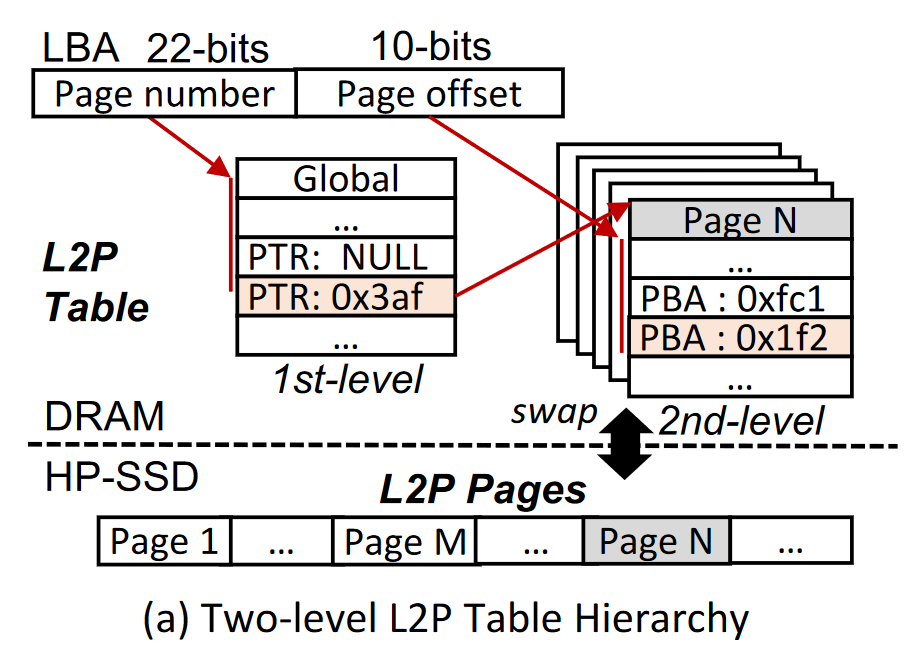 LBA 22-bits 10-bits
Page number Page offset
Global
...
PTR: NULL
PTR: 0x3af
...
1st-level
L2P
Table
Page N
...
PBA : 0xfc1
PBA : 0x1f2
...
2nd-level
swap
DRAM
HP-SSD
L2P Pages
Page 1 ... Page M ... Page N ...
(a) Two-level L2P Table Hierarchy